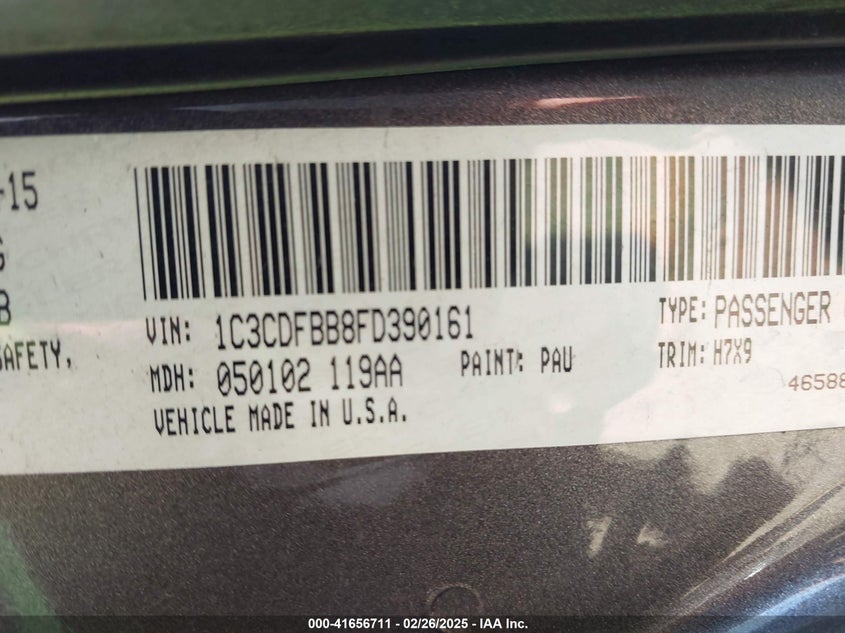 -15
G
B
SAFETY,
VIN: 1C3CDFBB8FD390161
TYPE: PASSENGER
MDH: 050102 119AA
PAINT: PAU
TRIM: H7X9
VEHICLE MADE IN U.S.A.
46588
000-41656711 - 02/26/2025 - IAA Inc.